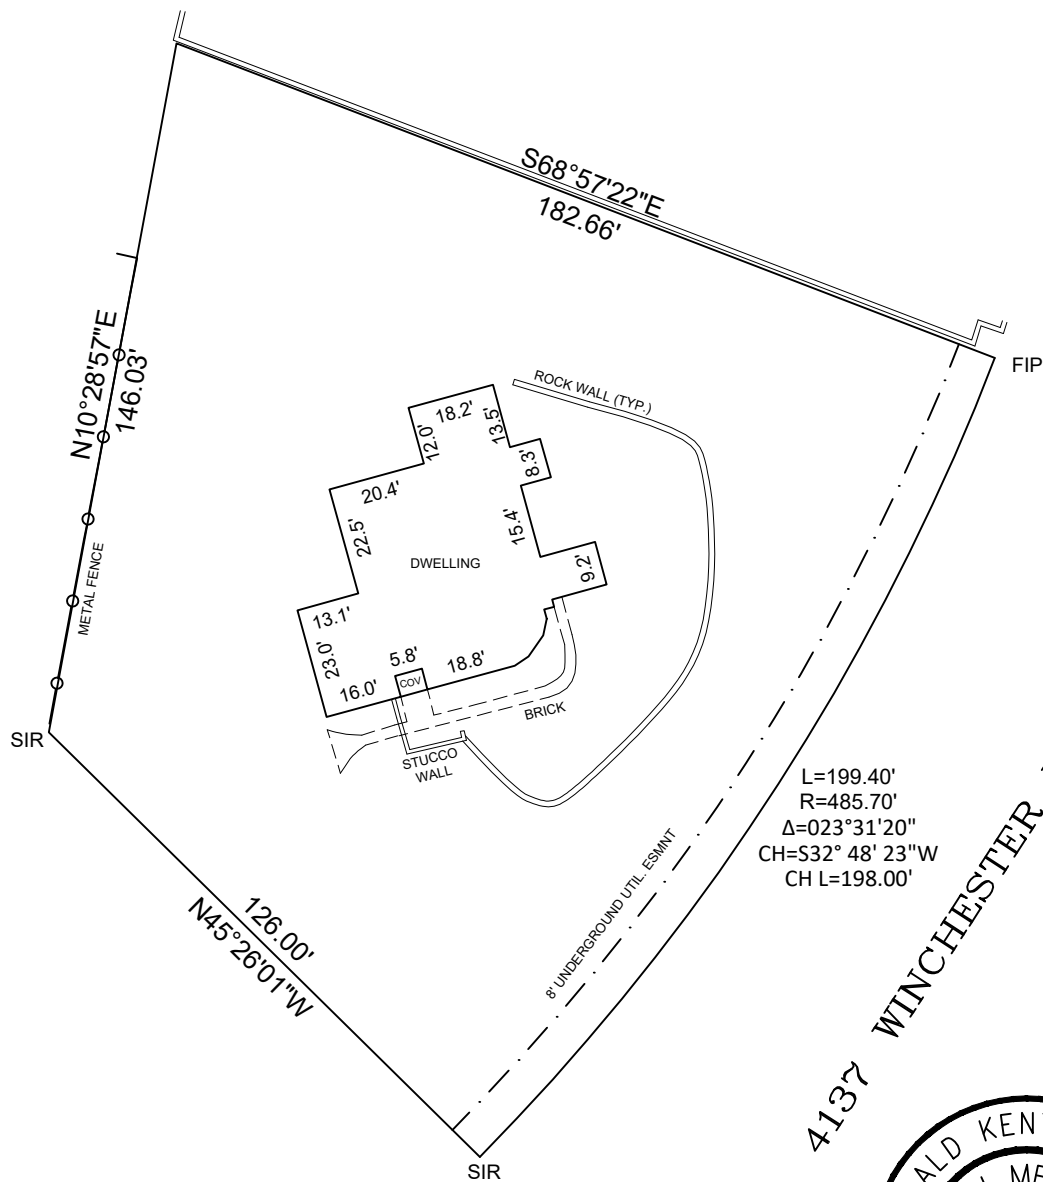 S68°57'22"E
182.66'
FIP
ROCK WALL (TYP.)
N10°28'57"E
146.03'
18.2'
12.0'
13.5'
8.3'
20.4'
22.5'
15.4'
DWELLING
9.2'
METAL FENCE
13.1'
23.0'
5.8'
18.8'
16.0'
COV
BRICK
STUCCO
WALL
SIR
L=199.40'
R=485.70'
Δ=023°31'20"
CH=S32° 48' 23"W
CH L=198.00'
8' UNDERGROUND UTIL. ESMNT
126.00'
N45°26'01"W
4137 WINCHESTER
SIR
ALD KEN